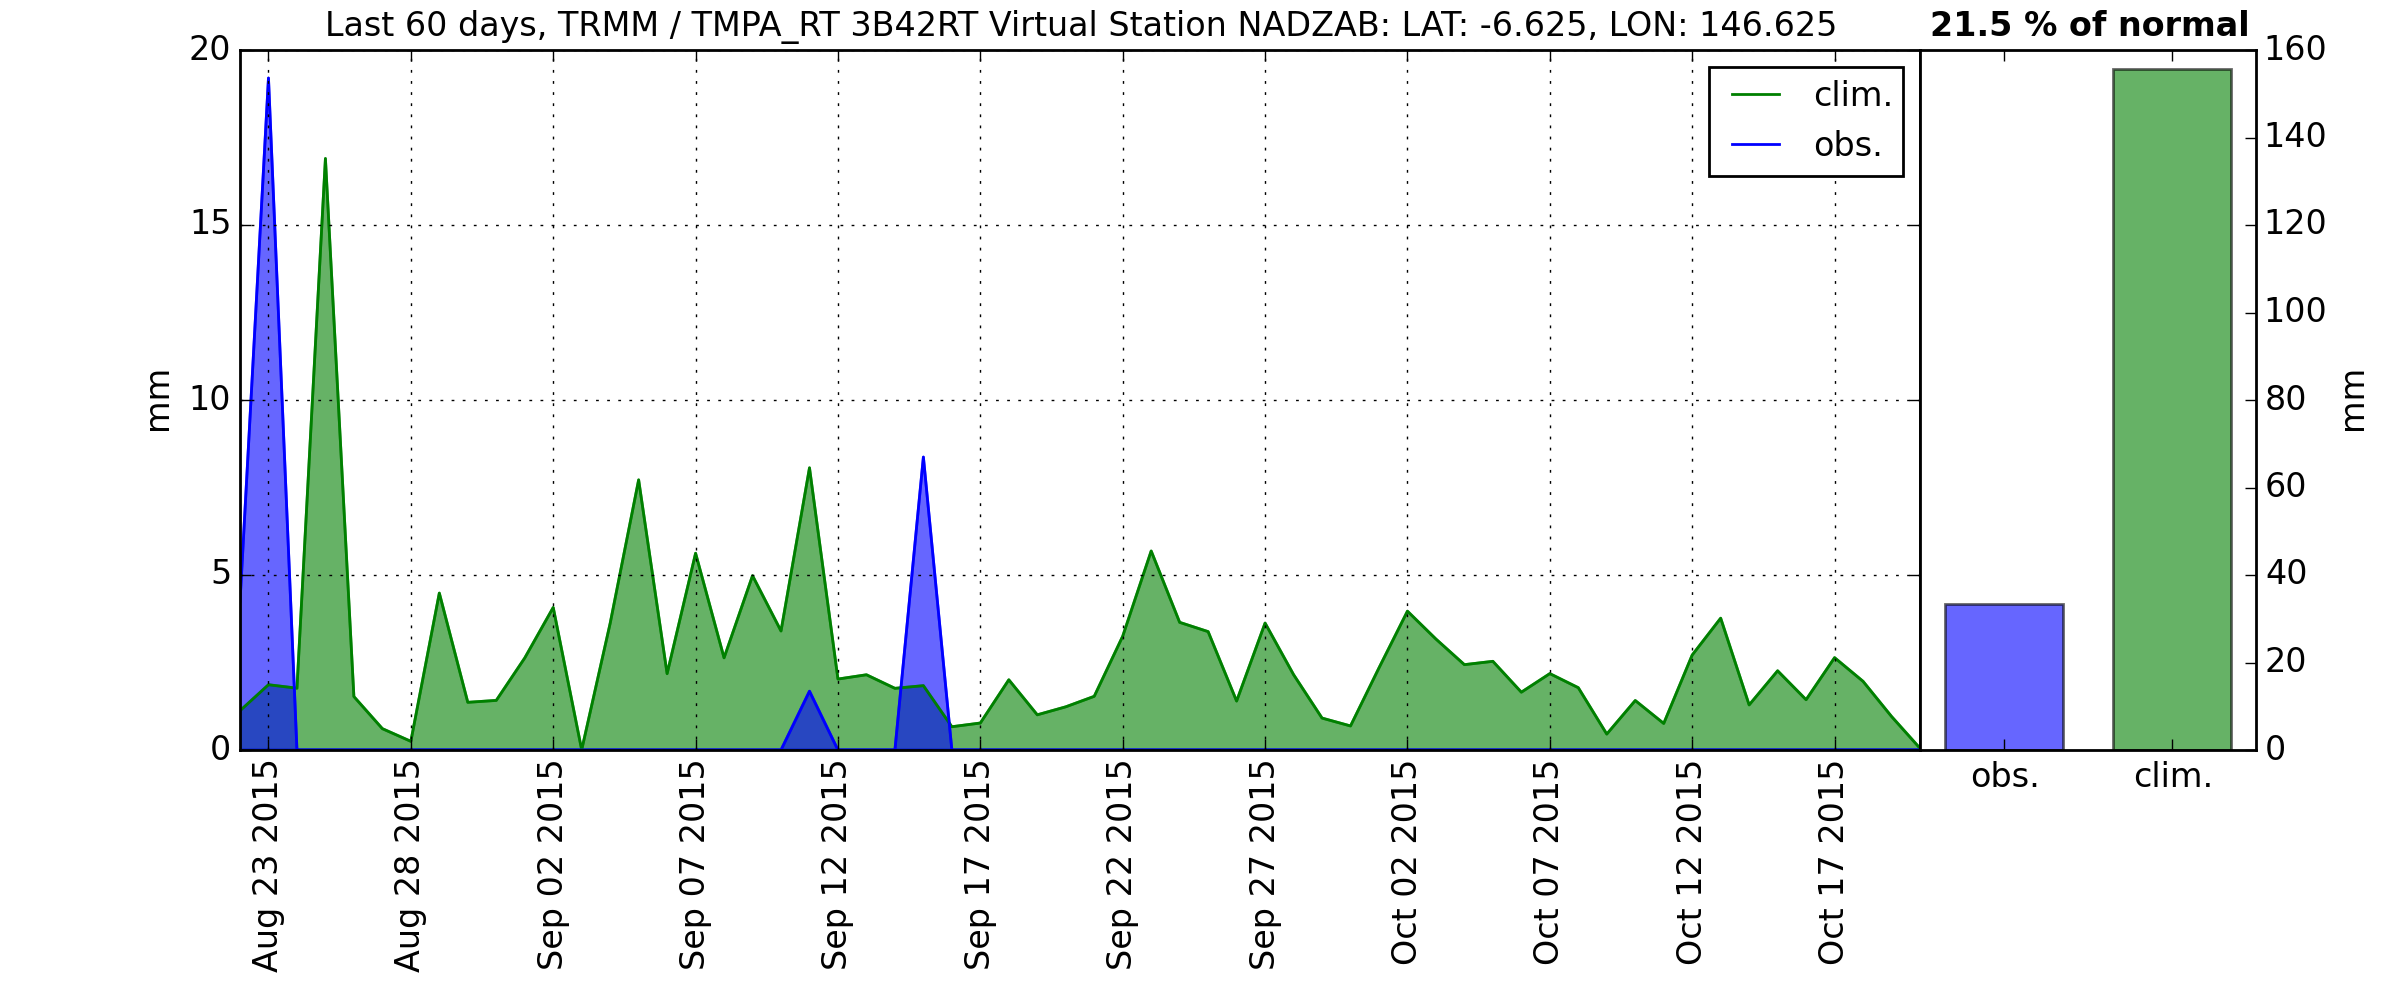 Last 60 days, TRMM / TMPA_RT 3B42RT Virtual Station NADZAB: LAT: -6.625, LON: 146.625
21.5 % of normal
20
15
10
5
0
mm
clim.
obs.
160
140
120
100
80
60
40
20
0
mm
Aug 23 2015
Aug 28 2015
Sep 02 2015
Sep 07 2015
Sep 12 2015
Sep 17 2015
Sep 22 2015
Sep 27 2015
Oct 02 2015
Oct 07 2015
Oct 12 2015
Oct 17 2015
obs.
clim.